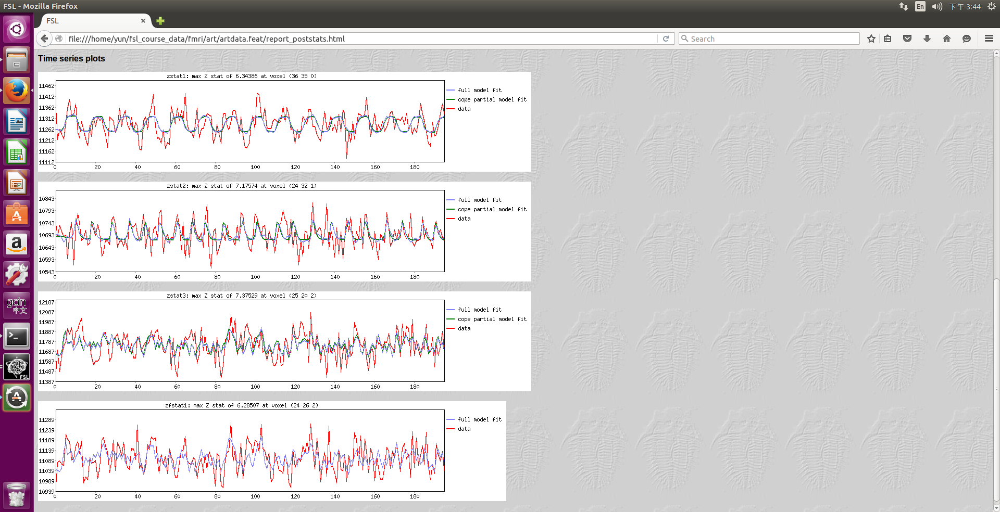 FSL - Mozilla Firefox
En
下午 3:44
FSL
file:///home/yun/fsl_course_data/fmri/art/artdata.feat/report_poststats.html
Search
Time series plots
zstat1: max Z stat of 6.34386 at voxel (36 35 0)
11462
11412
11362
11312
11262
11212
11162
11112
0 20 40 60 80 100 120 140 160 180
full model fit
cope partial model fit
data
zstat2: max Z stat of 7.17574 at voxel (24 32 1)
10843
10793
10743
10693
10643
10593
10543
0 20 40 60 80 100 120 140 160 180
full model fit
cope partial model fit
data
zstat3: max Z stat of 7.37529 at voxel (25 20 2)
12187
12087
11987
11887
11787
11687
11587
11487
11387
0 20 40 60 80 100 120 140 160 180
full model fit
cope partial model fit
data
zfstat1: max Z stat of 6.28507 at voxel (24 26 2)
11289
11239
11189
11139
11089
11039
10989
10939
0 20 40 60 80 100 120 140 160 180
full model fit
data
a
gcin
中文
>_
FSL